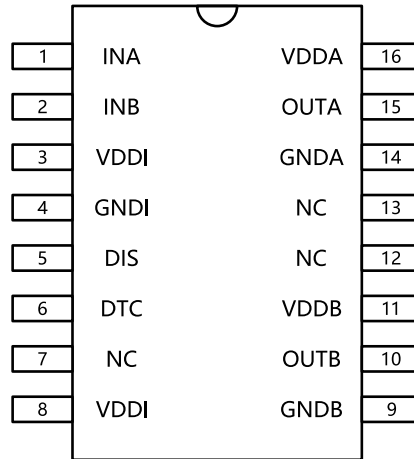 1 INA VDDA 16
2 INB OUTA 15
3 VDDI GNDA 14
4 GNDI NC 13
5 DIS NC 12
6 DTC VDDB 11
7 NC OUTB 10
8 VDDI GNDB 9